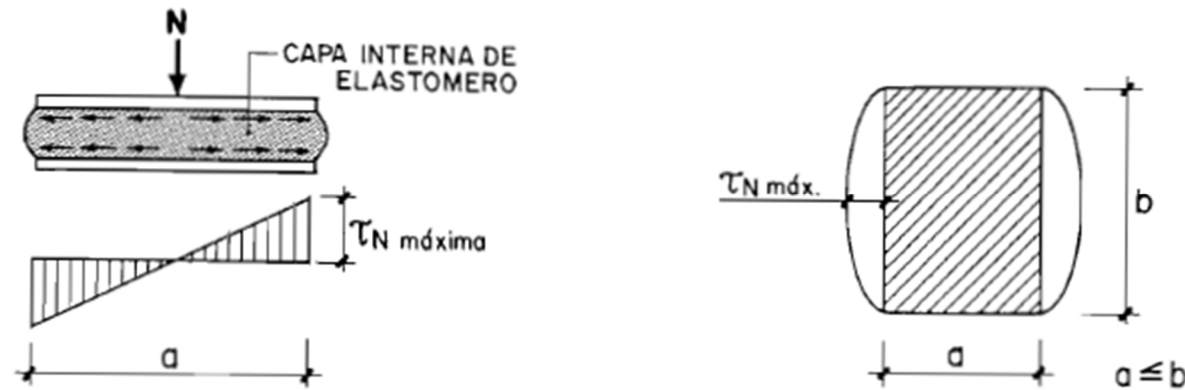 N
CAPA INTERNA DE
ELASTOMERO
τN máxima
a
τN máx.
b
a
a ≤ b